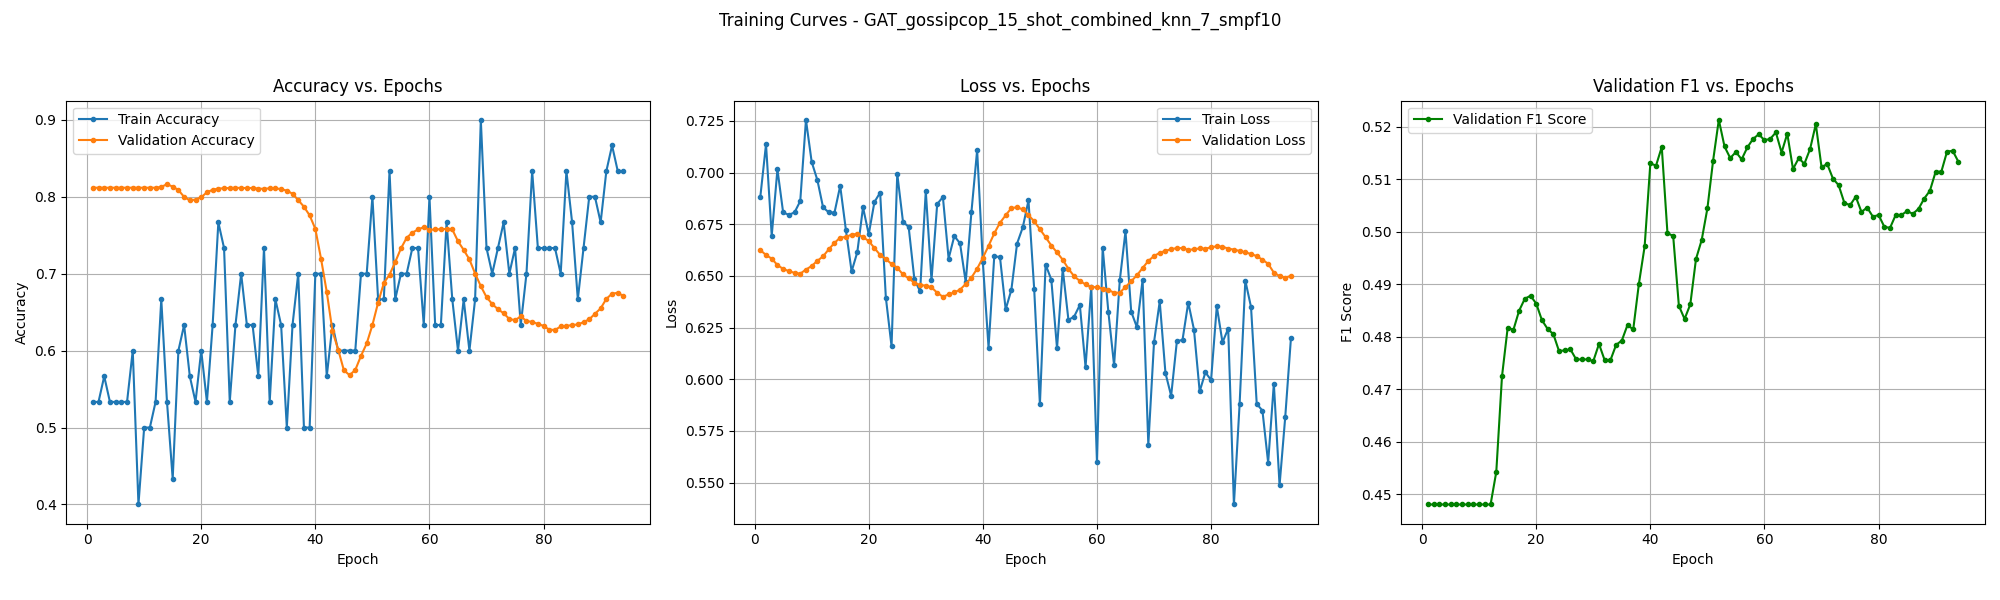 Training Curves - GAT_gossipcop_15_shot_combined_knn_7_smpf10
Accuracy vs. Epochs
Train Accuracy
Validation Accuracy
Accuracy
0.9
0.8
0.7
0.6
0.5
0.4
0
20
40
60
80
Epoch
Loss vs. Epochs
Train Loss
Validation Loss
Loss
0.725
0.700
0.675
0.650
0.625
0.600
0.575
0.550
0
20
40
60
80
Epoch
Validation F1 vs. Epochs
Validation F1 Score
F1 Score
0.52
0.51
0.50
0.49
0.48
0.47
0.46
0.45
0
20
40
60
80
Epoch